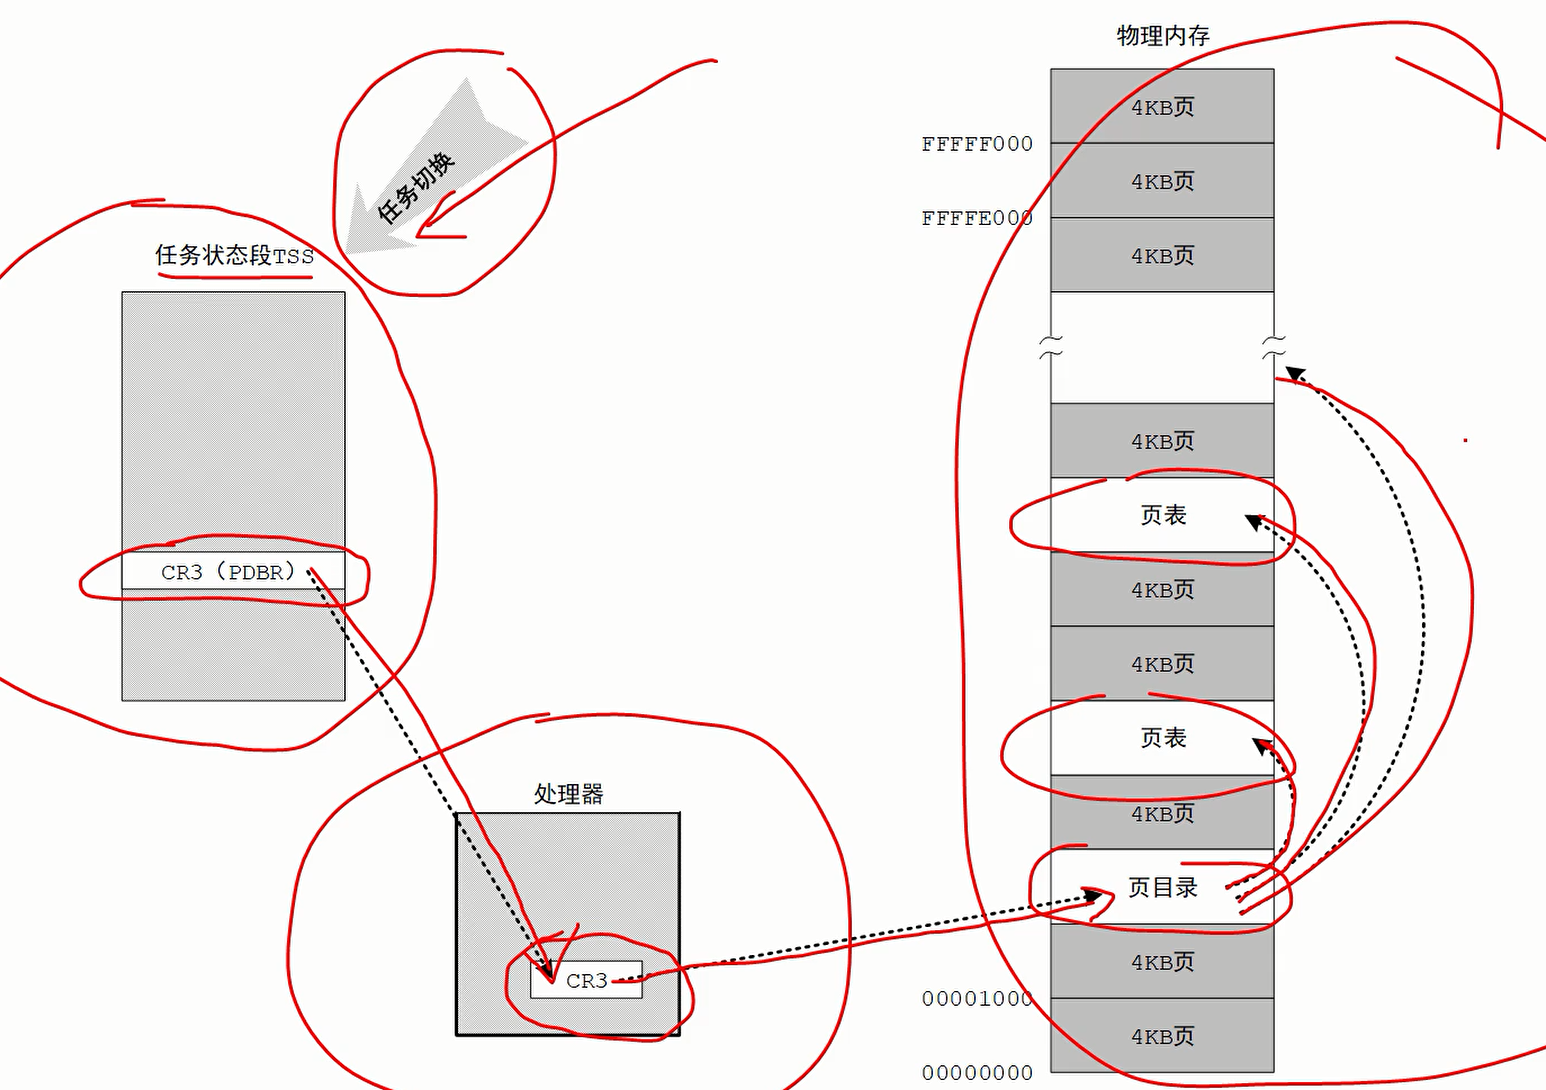 物理内存
4KB页
FFFFF000
4KB页
任务切换
FFFFE000
任务状态段TSS
4KB页
4KB页
页表
CR3（PDBR）
4KB页
4KB页
页表
处理器
4KB页
页目录
4KB页
CR3
00001000
4KB页
00000000